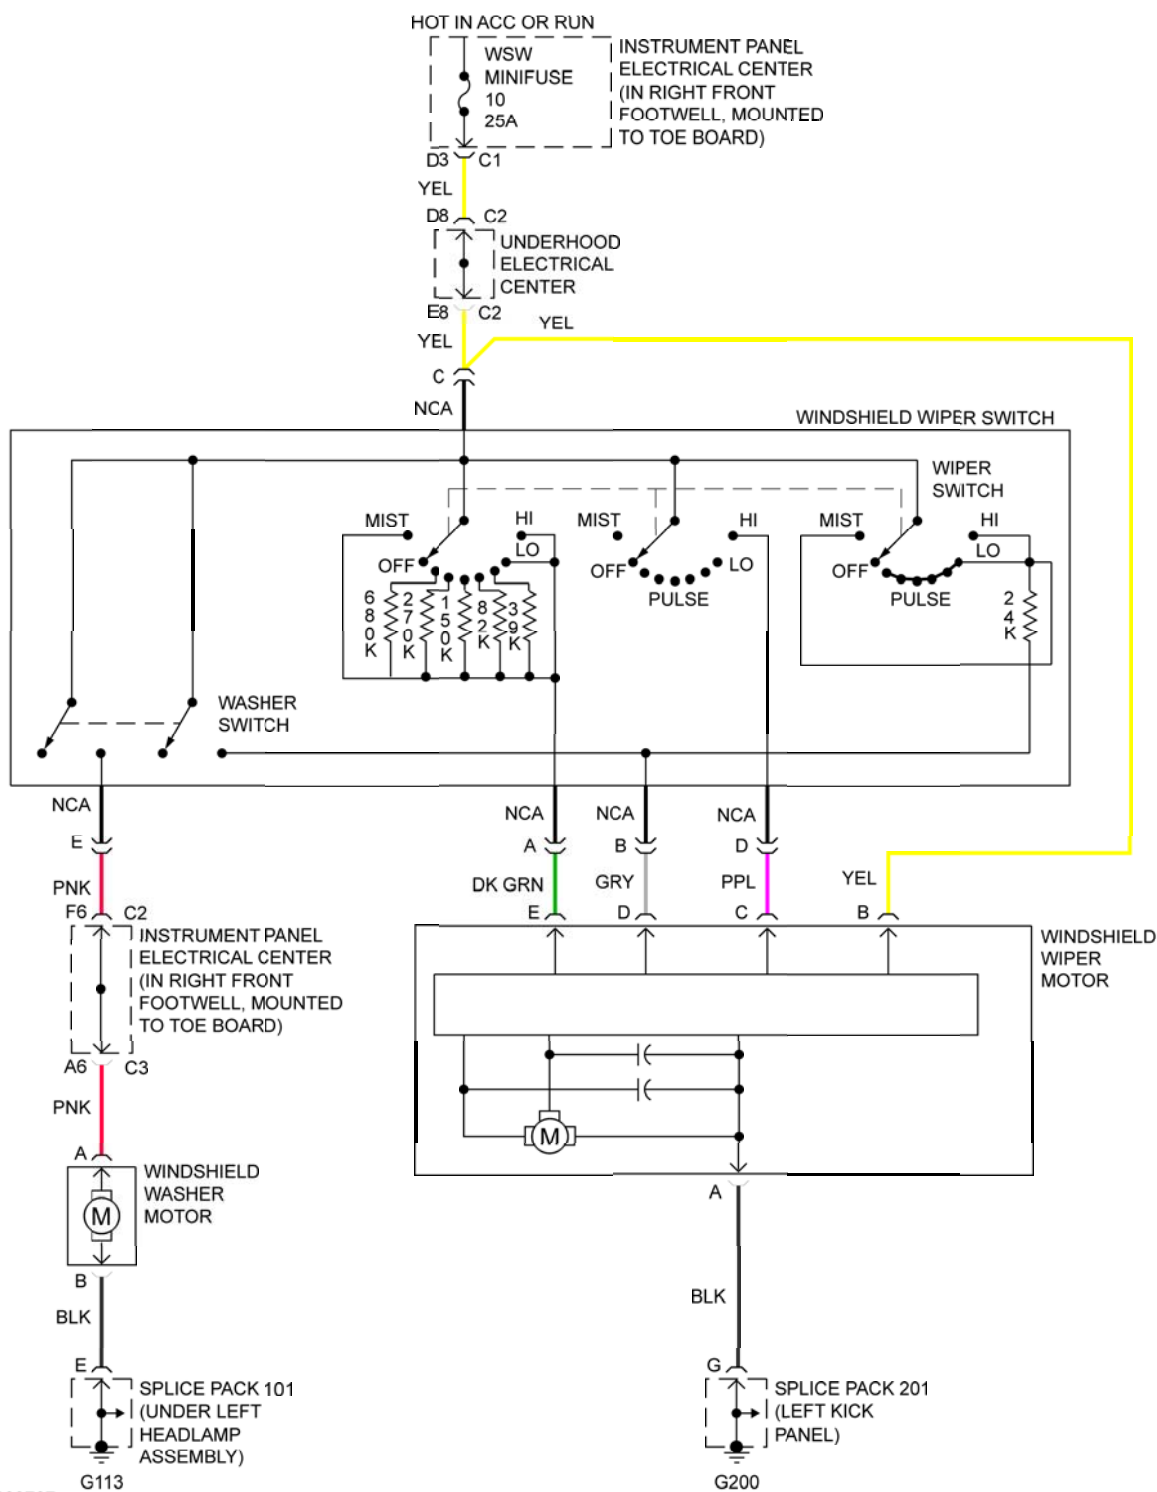 HOT IN ACC OR RUN
WSW
MINIFUSE
10
25A
INSTRUMENT PANEL
ELECTRICAL CENTER
(IN RIGHT FRONT
FOOTWELL, MOUNTED
TO TOE BOARD)
D3 C1
YEL
D8 C2
UNDERHOOD
ELECTRICAL
CENTER
E8 C2
YEL
YEL
C
NCA
WINDSHIELD WIPER SWITCH
WIPER
SWITCH
MIST
HI
MIST
HI
MIST
HI
OFF
LO
OFF
LO
OFF
LO
PULSE
PULSE
680K
270K
150K
82K
39K
24K
WASHER
SWITCH
NCA
NCA
NCA
NCA
E
A
B
D
PNK
DK GRN
GRY
PPL
YEL
F6 C2
E
D
C
B
INSTRUMENT PANEL
ELECTRICAL CENTER
(IN RIGHT FRONT
FOOTWELL, MOUNTED
TO TOE BOARD)
WINDSHIELD
WIPER
MOTOR
A6 C3
PNK
M
A
WINDSHIELD
WASHER
MOTOR
M
A
B
BLK
BLK
E
G
SPLICE PACK 101
(UNDER LEFT
HEADLAMP
ASSEMBLY)
SPLICE PACK 201
(LEFT KICK
PANEL)
G113
G200